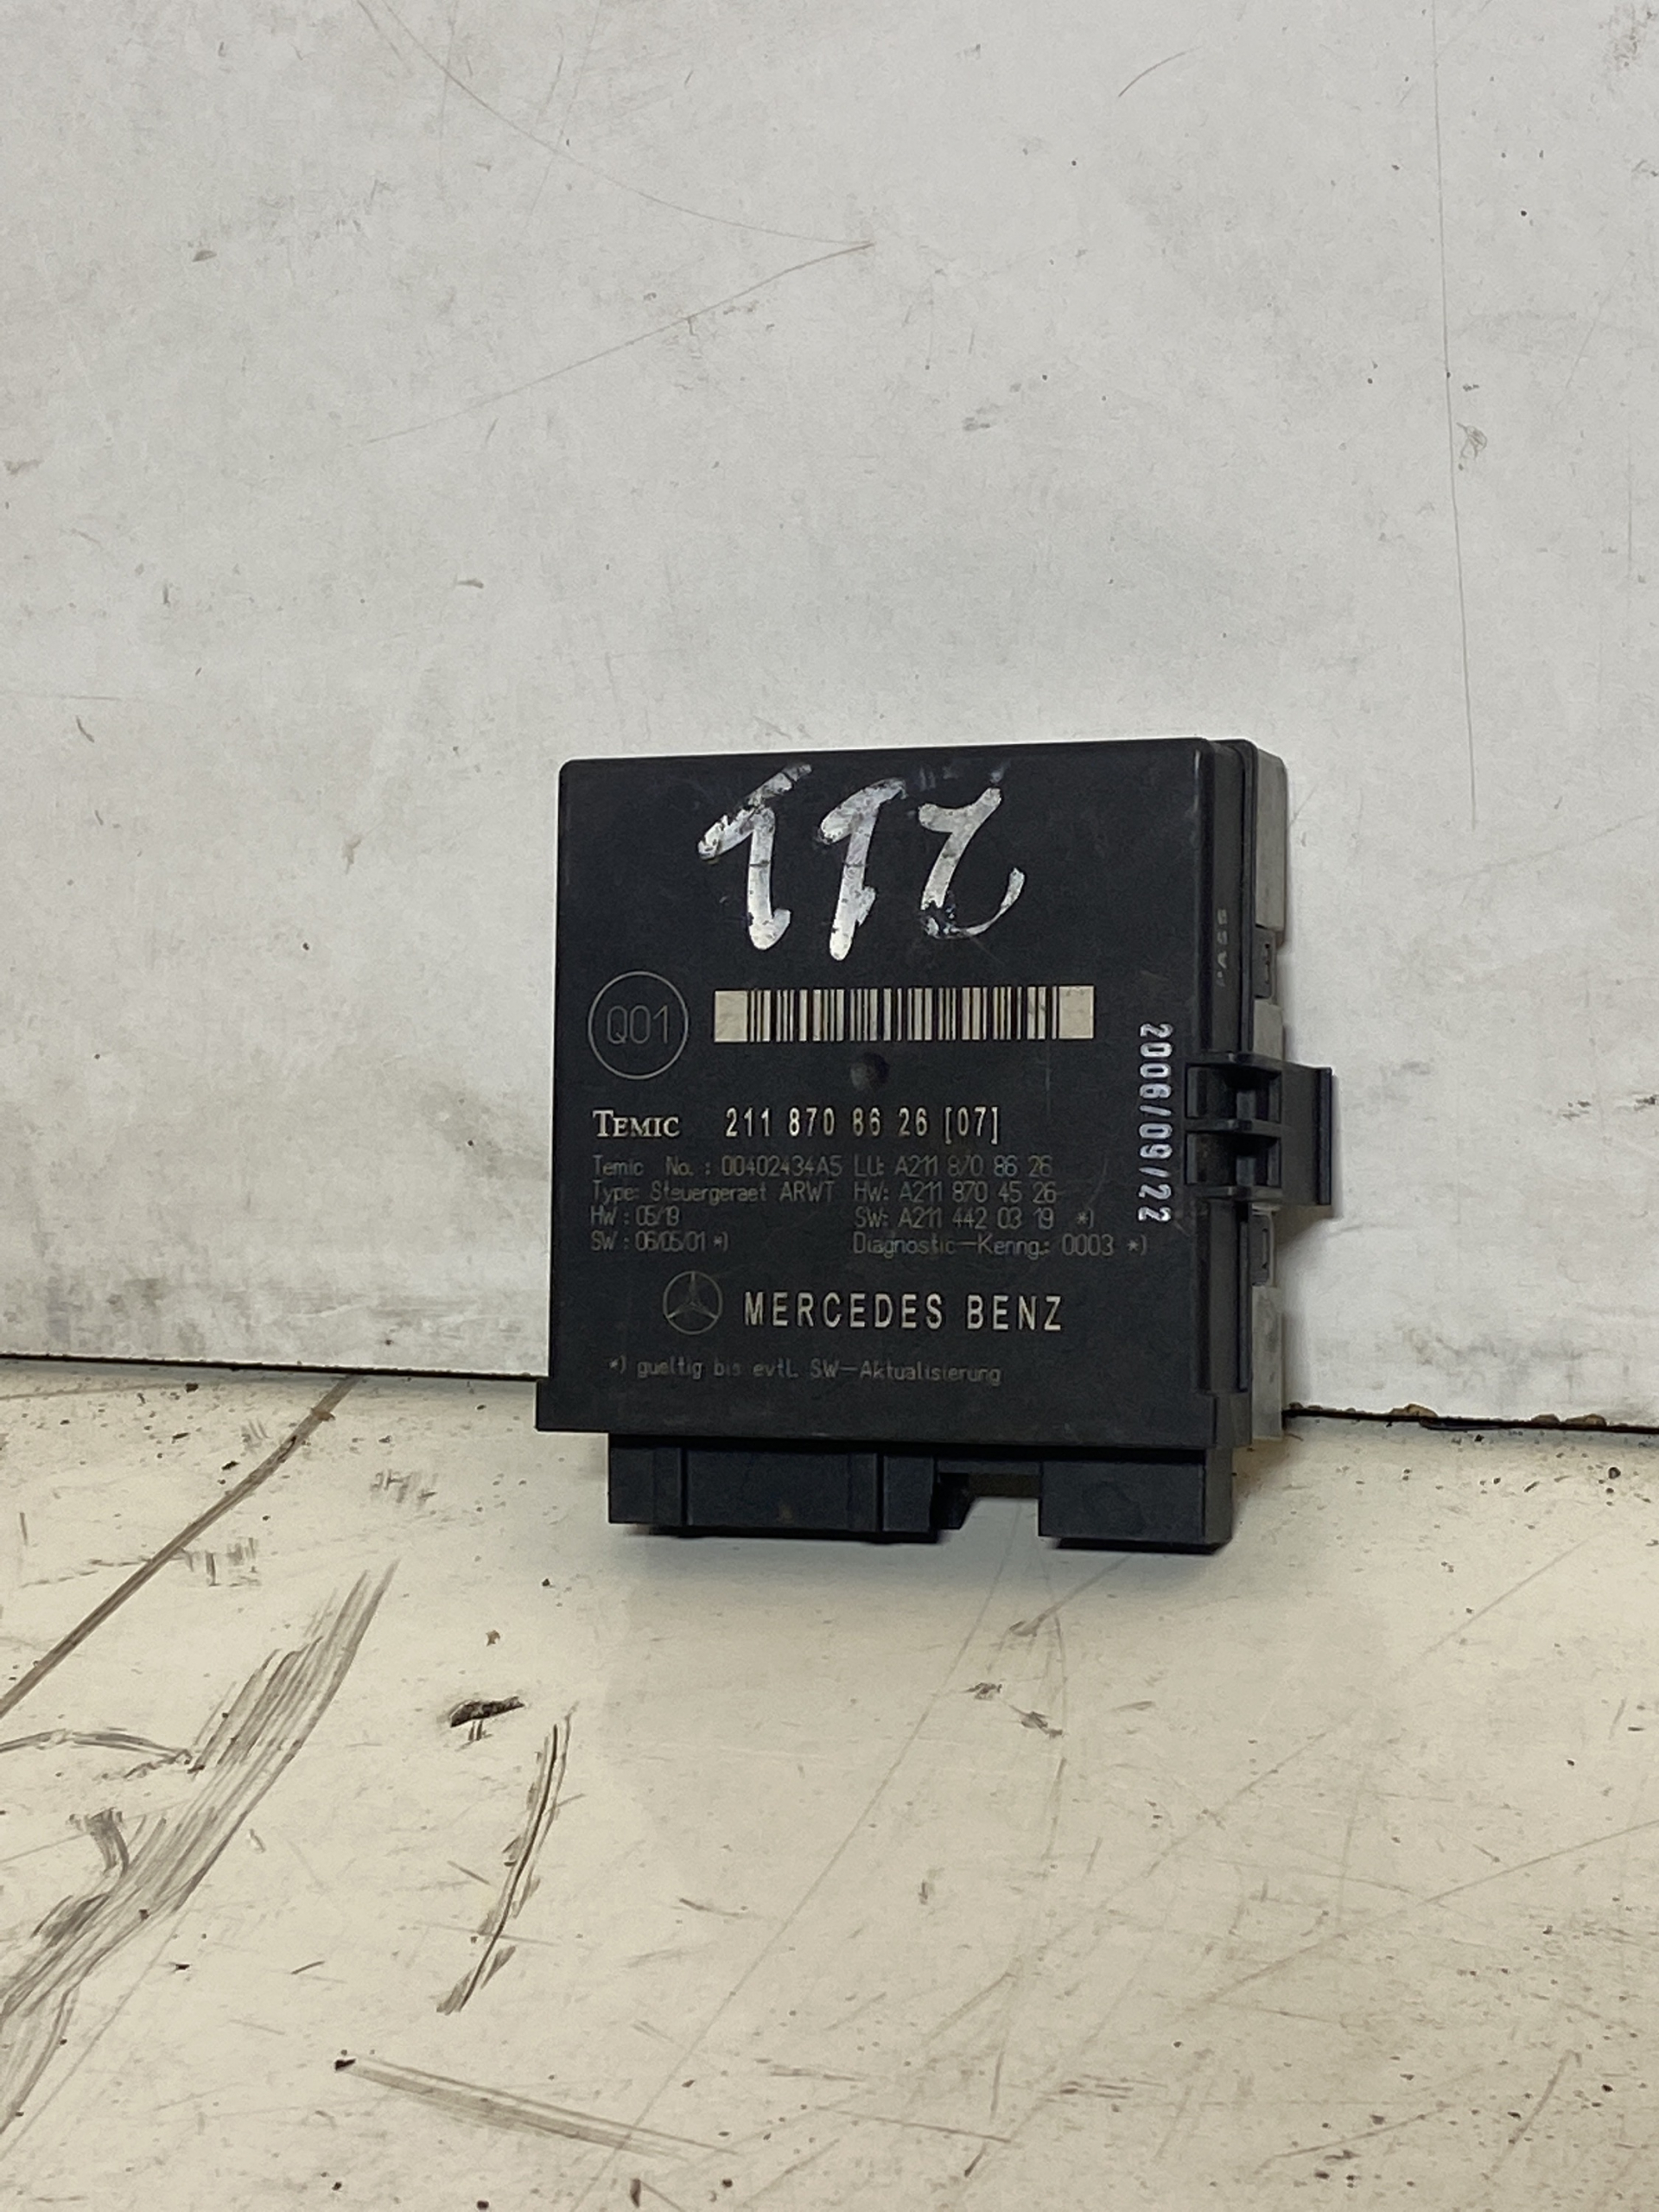 211
Q01
TEMIC 211 870 86 26 [07]
Temic No. : 00402434A5 LU: A211 870 86 26
Type: Steuergeraet ARWT HW: A211 870 45 26
HW : 05/19 SW: A211 442 03 19 *)
SW : 06/05/01 *) Diagnostic-Kenng.: 0003 *)
MERCEDES BENZ
*) gueltig bis evtl. SW-Aktualisierung
2006/09/22
PASS